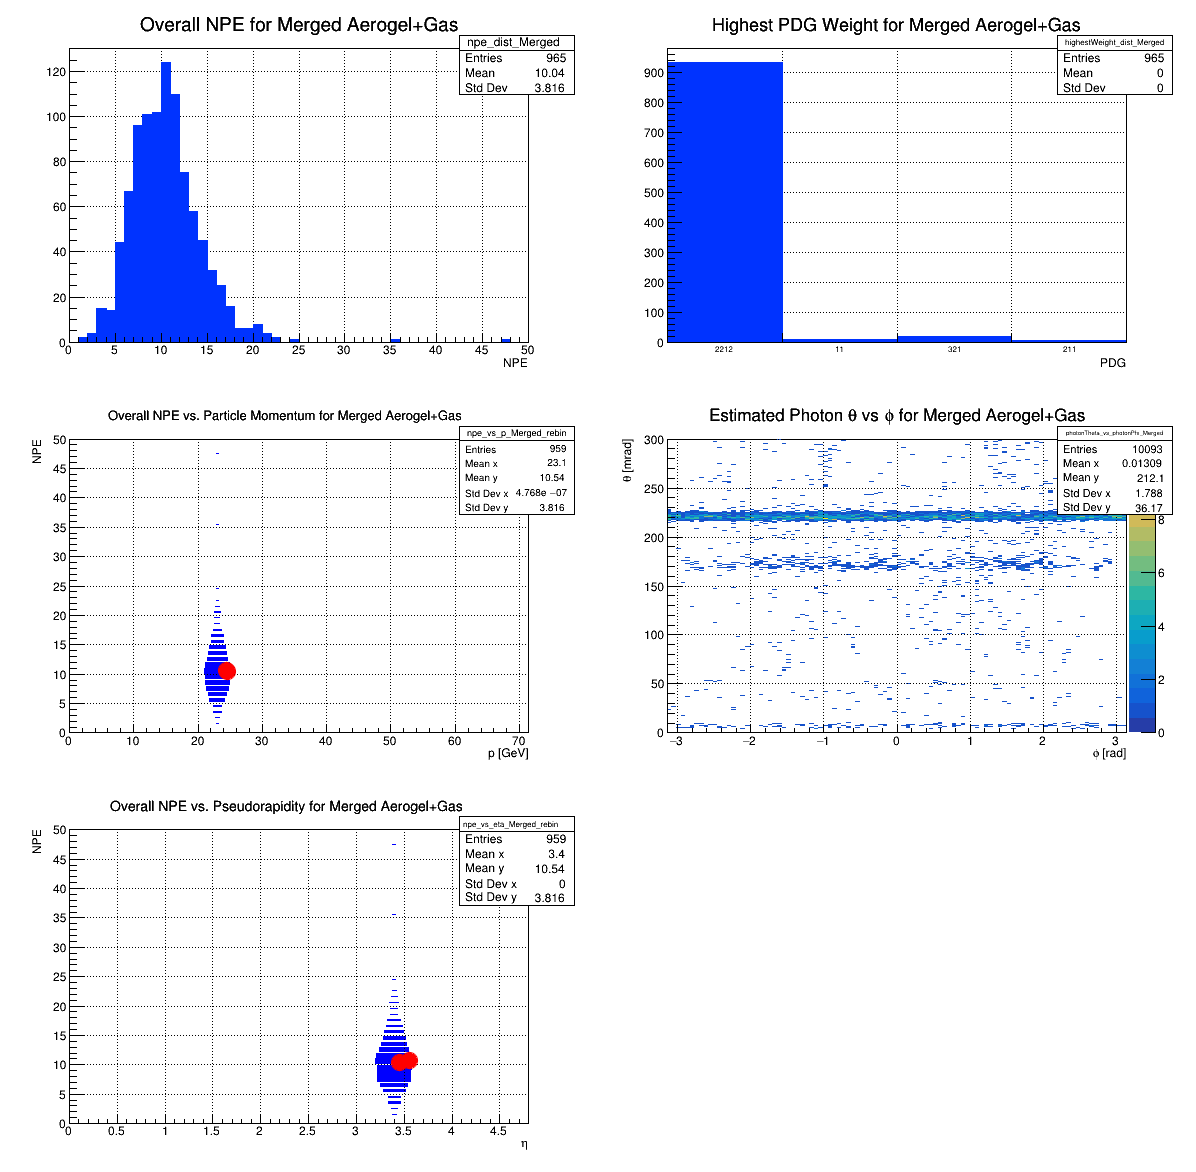 Overall NPE for Merged Aerogel+Gas
npe_dist_Merged
Entries 965
Mean 10.04
Std Dev 3.816
120
100
80
60
40
20
0
0 5 10 15 20 25 30 35 40 45 50
NPE
Highest PDG Weight for Merged Aerogel+Gas
highestWeight_dist_Merged
Entries 965
Mean 0
Std Dev 0
900
800
700
600
500
400
300
200
100
0
2212 11 321 211
PDG
Overall NPE vs. Particle Momentum for Merged Aerogel+Gas
npe_vs_p_Merged_rebin
Entries 959
Mean x 23.1
Mean y 10.54
Std Dev x 4.768e −07
Std Dev y 3.816
NPE
50
45
40
35
30
25
20
15
10
5
0
0 10 20 30 40 50 60 70
p [GeV]
Estimated Photon θ vs ϕ for Merged Aerogel+Gas
photonTheta_vs_photonPhi_Merged
Entries 10093
Mean x 0.01309
Mean y 212.1
Std Dev x 1.788
Std Dev y 36.17
θ [mrad]
300
250
200
150
100
50
0
−3 −2 −1 0 1 2 3
ϕ [rad]
8
6
4
2
0
Overall NPE vs. Pseudorapidity for Merged Aerogel+Gas
npe_vs_eta_Merged_rebin
Entries 959
Mean x 3.4
Mean y 10.54
Std Dev x 0
Std Dev y 3.816
NPE
50
45
40
35
30
25
20
15
10
5
0
0 0.5 1 1.5 2 2.5 3 3.5 4 4.5
η